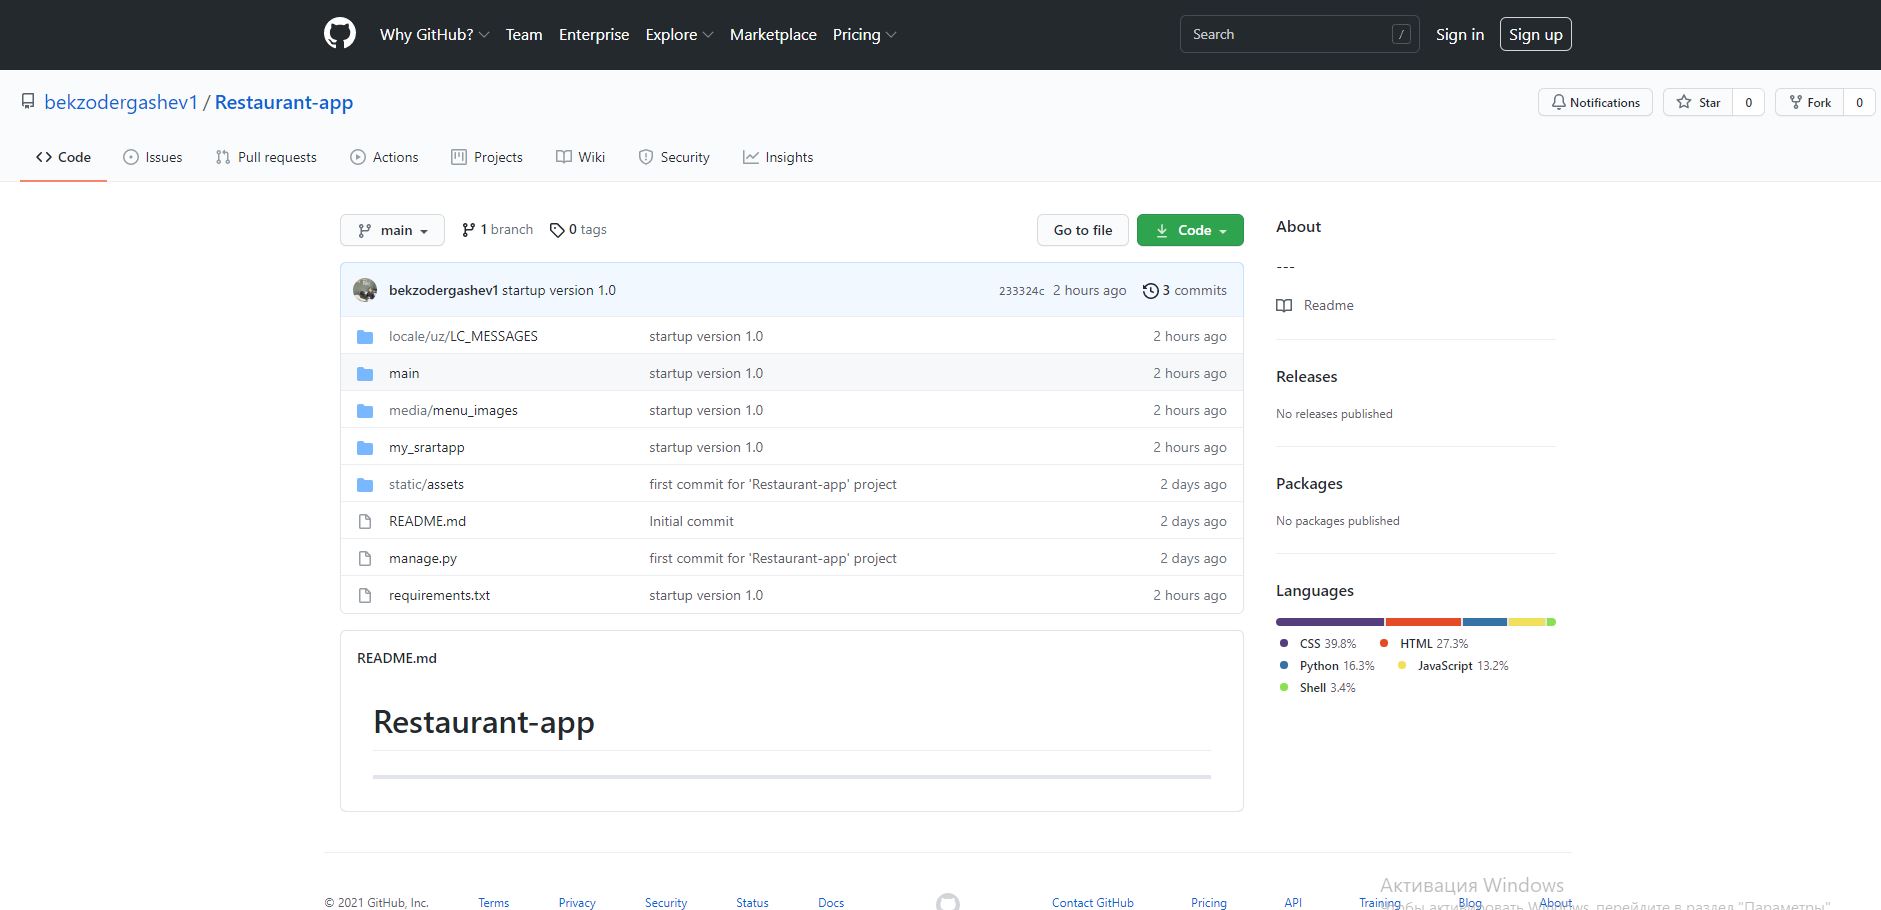 Why GitHub? Team Enterprise Explore Marketplace Pricing Search / Sign in Sign up
bekzodergashev1 / Restaurant-app Notifications Star 0 Fork 0
Code Issues Pull requests Actions Projects Wiki Security Insights
main 1 branch 0 tags Go to file Code
bekzodergashev1 startup version 1.0 233324c 2 hours ago 3 commits
locale/uz/LC_MESSAGES startup version 1.0 2 hours ago
main startup version 1.0 2 hours ago
media/menu_images startup version 1.0 2 hours ago
my_srartapp startup version 1.0 2 hours ago
static/assets first commit for 'Restaurant-app' project 2 days ago
README.md Initial commit 2 days ago
manage.py first commit for 'Restaurant-app' project 2 days ago
requirements.txt startup version 1.0 2 hours ago
README.md
Restaurant-app
About
---
Readme
Releases
No releases published
Packages
No packages published
Languages
CSS 39.8% HTML 27.3%
Python 16.3% JavaScript 13.2%
Shell 3.4%
© 2021 GitHub, Inc. Terms Privacy Security Status Docs Contact GitHub Pricing API Training Blog About
Активация Windows
Чтобы активировать Windows, перейдите в раздел "Параметры".